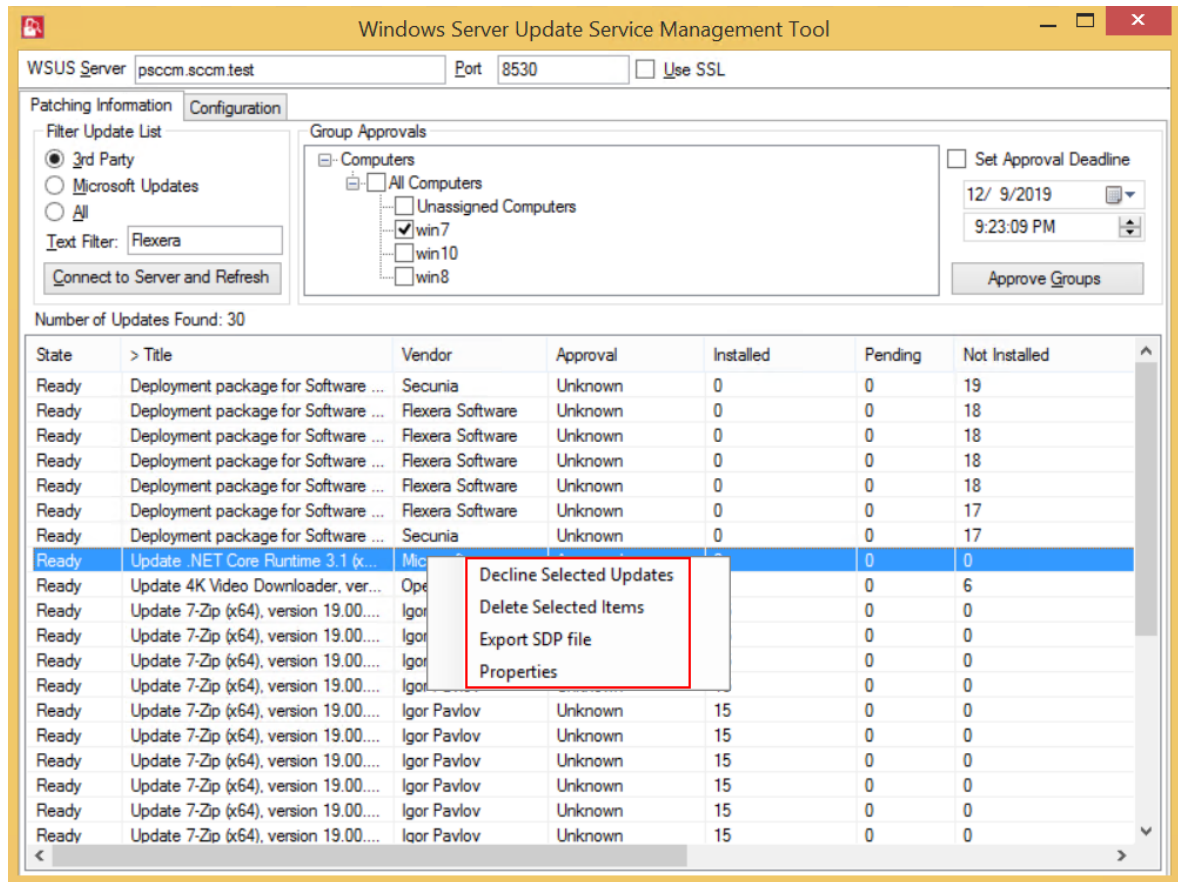 Windows Server Update Service Management Tool
WSUS Server psccm.sccm.test Port 8530 Use SSL
Patching Information Configuration
Filter Update List Group Approvals
3rd Party
Microsoft Updates
All
Text Filter: Flexera
Connect to Server and Refresh
Computers
All Computers
Unassigned Computers
win7
win10
win8
Set Approval Deadline
12/ 9/2019
9:23:09 PM
Approve Groups
Number of Updates Found: 30
State > Title Vendor Approval Installed Pending Not Installed
Ready Deployment package for Software ... Secunia Unknown 0 0 19
Ready Deployment package for Software ... Flexera Software Unknown 0 0 18
Ready Deployment package for Software ... Flexera Software Unknown 0 0 18
Ready Deployment package for Software ... Flexera Software Unknown 0 0 18
Ready Deployment package for Software ... Flexera Software Unknown 0 0 18
Ready Deployment package for Software ... Flexera Software Unknown 0 0 17
Ready Deployment package for Software ... Secunia Unknown 0 0 17
Ready Update .NET Core Runtime 3.1 (x... 0 0
Ready Update 4K Video Downloader, ver... 0 6
Ready Update 7-Zip (x64), version 19.00.... 0 0
Ready Update 7-Zip (x64), version 19.00.... 0 0
Ready Update 7-Zip (x64), version 19.00.... 0 0
Ready Update 7-Zip (x64), version 19.00.... 0 0
Decline Selected Updates
Delete Selected Items
Export SDP file
Properties
Ready Update 7-Zip (x64), version 19.00.... Igor Pavlov Unknown 15 0 0
Ready Update 7-Zip (x64), version 19.00.... Igor Pavlov Unknown 15 0 0
Ready Update 7-Zip (x64), version 19.00.... Igor Pavlov Unknown 15 0 0
Ready Update 7-Zip (x64), version 19.00.... Igor Pavlov Unknown 15 0 0
Ready Update 7-Zip (x64), version 19.00.... Igor Pavlov Unknown 15 0 0
Ready Update 7-Zip (x64), version 19.00.... Igor Pavlov Unknown 15 0 0